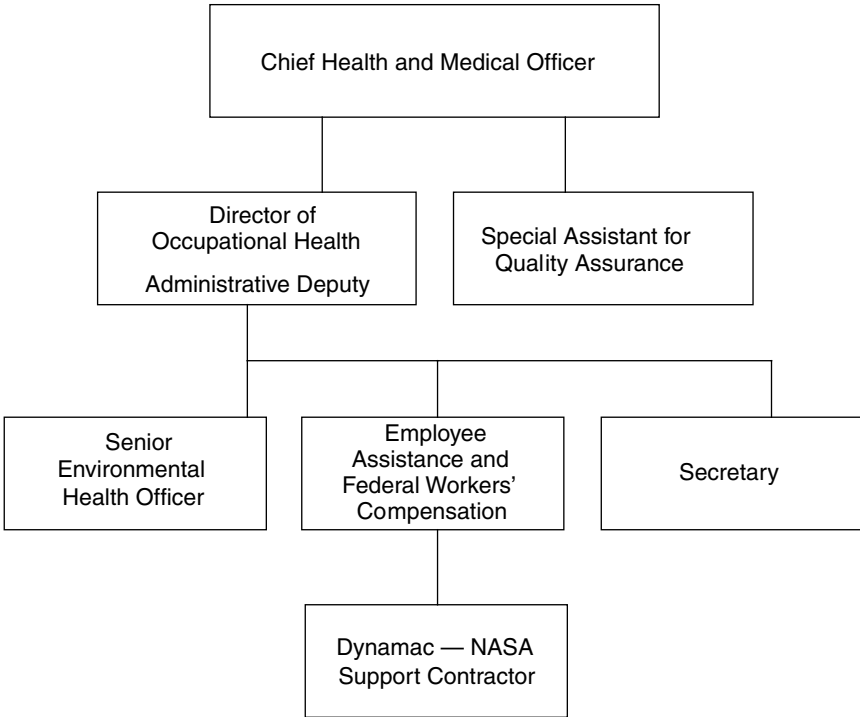 Chief Health and Medical Officer
Director of
Occupational Health
Administrative Deputy
Special Assistant for
Quality Assurance
Senior
Environmental
Health Officer
Employee
Assistance and
Federal Workers’
Compensation
Secretary
Dynamac — NASA
Support Contractor